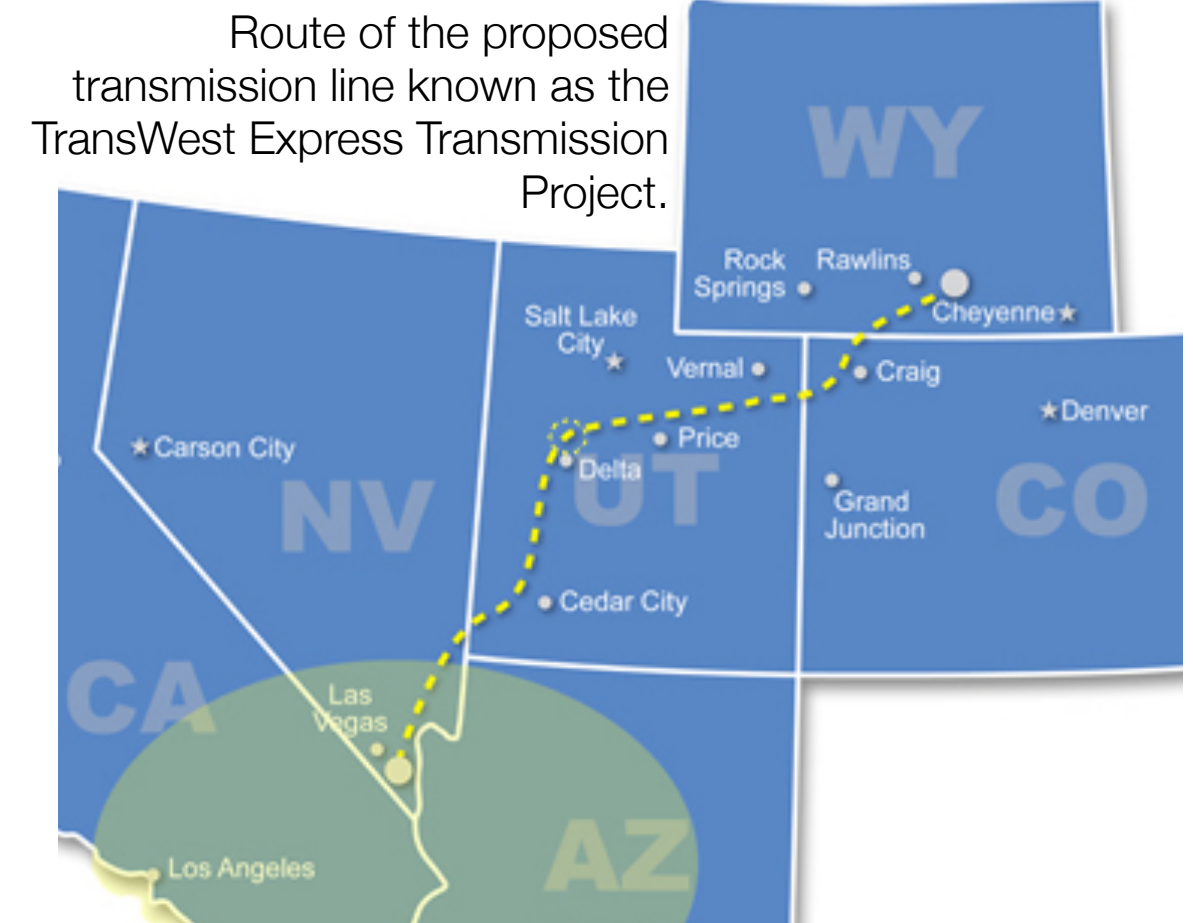 Route of the proposed
transmission line known as the
TransWest Express Transmission
Project.
WY
Rock
Springs
Rawlins
Cheyenne
Salt Lake
City
Vernal
Craig
Denver
Carson City
Price
Delta
UT
NV
CO
Grand
Junction
Cedar City
CA
Las
Vegas
AZ
Los Angeles